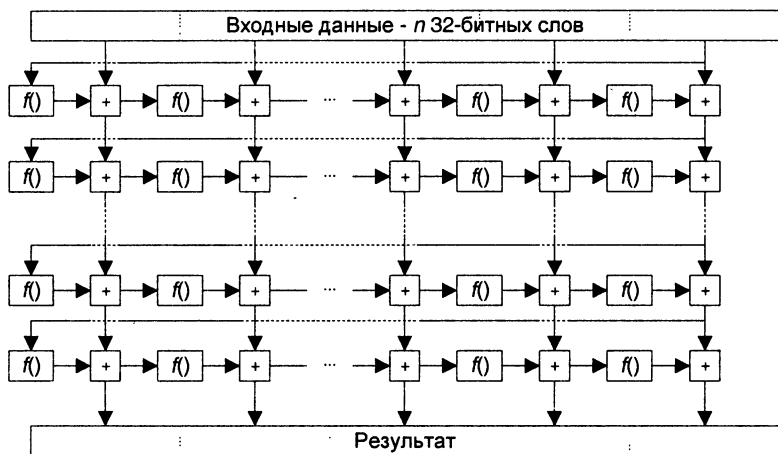 Входные данные - n 32-битных слов
f() + f() + ... + f() + f() +
f() + f() + ... + f() + f() +
f() + f() + ... + f() + f() +
f() + f() + ... + f() + f() +
Результат